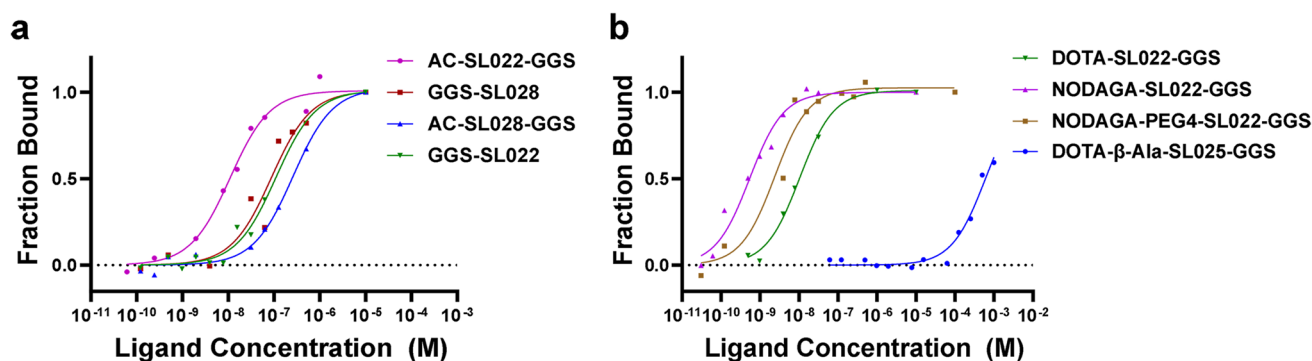 a
Fraction Bound
1.0
0.5
0.0
10⁻¹¹ 10⁻¹⁰ 10⁻⁹ 10⁻⁸ 10⁻⁷ 10⁻⁶ 10⁻⁵ 10⁻⁴ 10⁻³
Ligand Concentration (M)
AC-SL022-GGS
GGS-SL028
AC-SL028-GGS
GGS-SL022
b
Fraction Bound
1.0
0.5
0.0
10⁻¹¹ 10⁻¹⁰ 10⁻⁹ 10⁻⁸ 10⁻⁷ 10⁻⁶ 10⁻⁵ 10⁻⁴ 10⁻³ 10⁻²
Ligand Concentration (M)
DOTA-SL022-GGS
NODAGA-SL022-GGS
NODAGA-PEG4-SL022-GGS
DOTA-β-Ala-SL025-GGS